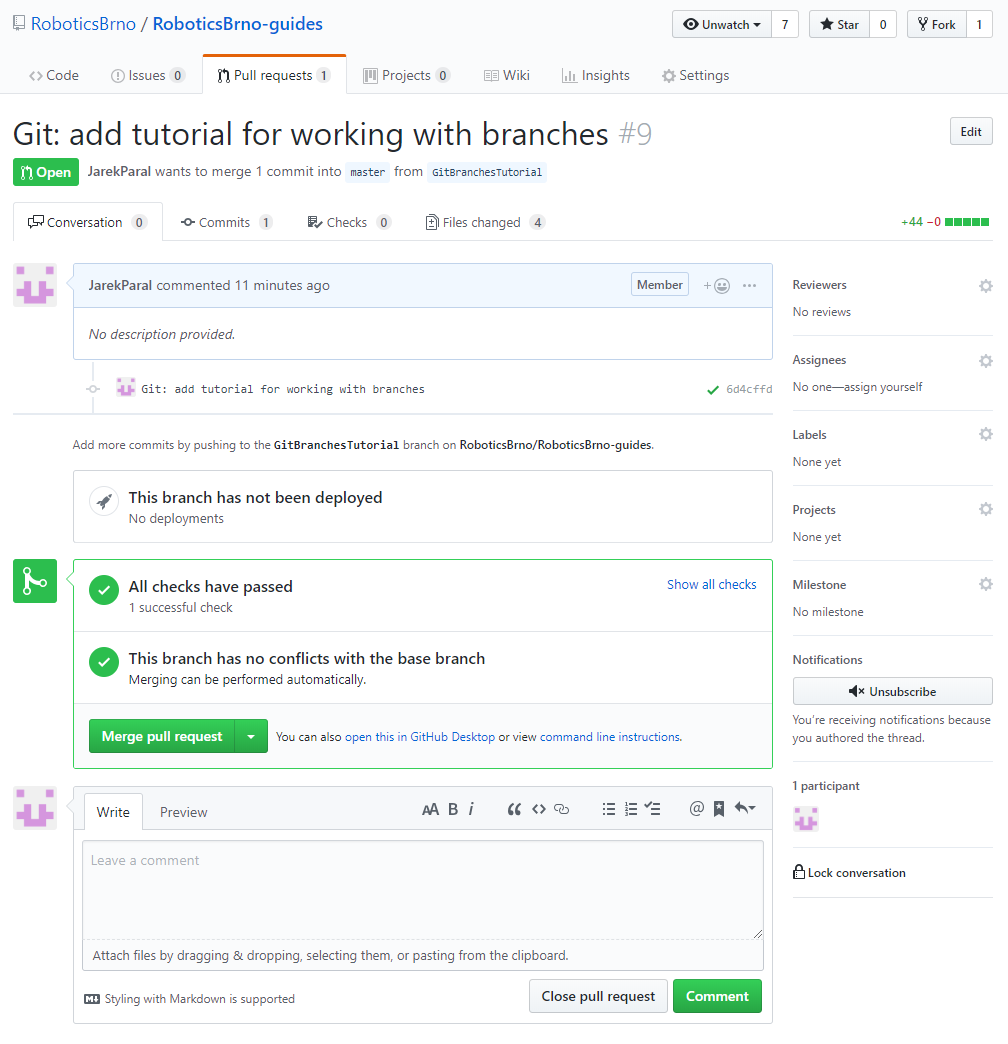 RoboticsBrno / RoboticsBrno-guides
Unwatch 7 Star 0 Fork 1
Code Issues 0 Pull requests 1 Projects 0 Wiki Insights Settings
Git: add tutorial for working with branches #9
Edit
Open JarekParal wants to merge 1 commit into master from GitBranchesTutorial
Conversation 0 Commits 1 Checks 0 Files changed 4
+44 −0
JarekParal commented 11 minutes ago
Member
No description provided.
Git: add tutorial for working with branches
6d4cffd
Add more commits by pushing to the GitBranchesTutorial branch on RoboticsBrno/RoboticsBrno-guides.
This branch has not been deployed
No deployments
All checks have passed
Show all checks
1 successful check
This branch has no conflicts with the base branch
Merging can be performed automatically.
Merge pull request
You can also open this in GitHub Desktop or view command line instructions.
Write Preview
AA B i
@
Leave a comment
Attach files by dragging & dropping, selecting them, or pasting from the clipboard.
Styling with Markdown is supported
Close pull request
Comment
Reviewers
No reviews
Assignees
No one—assign yourself
Labels
None yet
Projects
None yet
Milestone
No milestone
Notifications
Unsubscribe
You're receiving notifications because
you authored the thread.
1 participant
Lock conversation